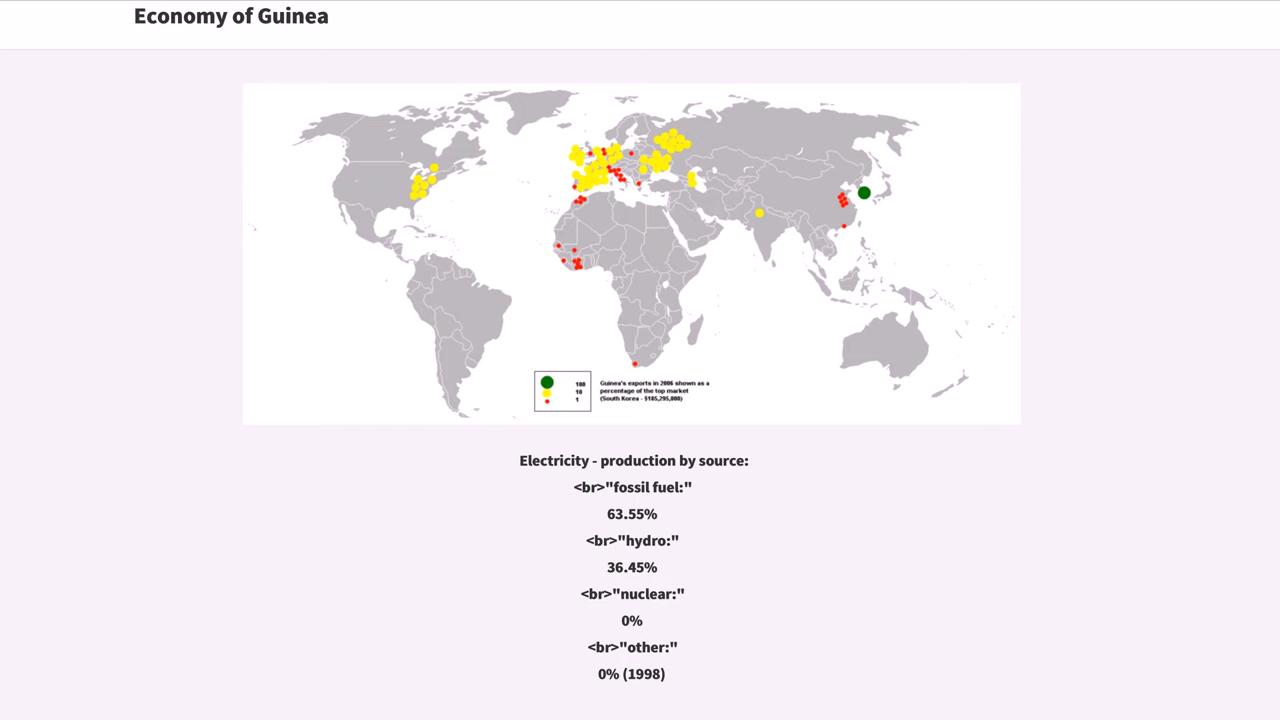 Economy of Guinea
100
10
1
Guinea's exports in 2006 shown as a
percentage of the top market
(South Korea - $185,295,000)
Electricity - production by source:
<br>"fossil fuel:"
63.55%
<br>"hydro:"
36.45%
<br>"nuclear:"
0%
<br>"other:"
0% (1998)